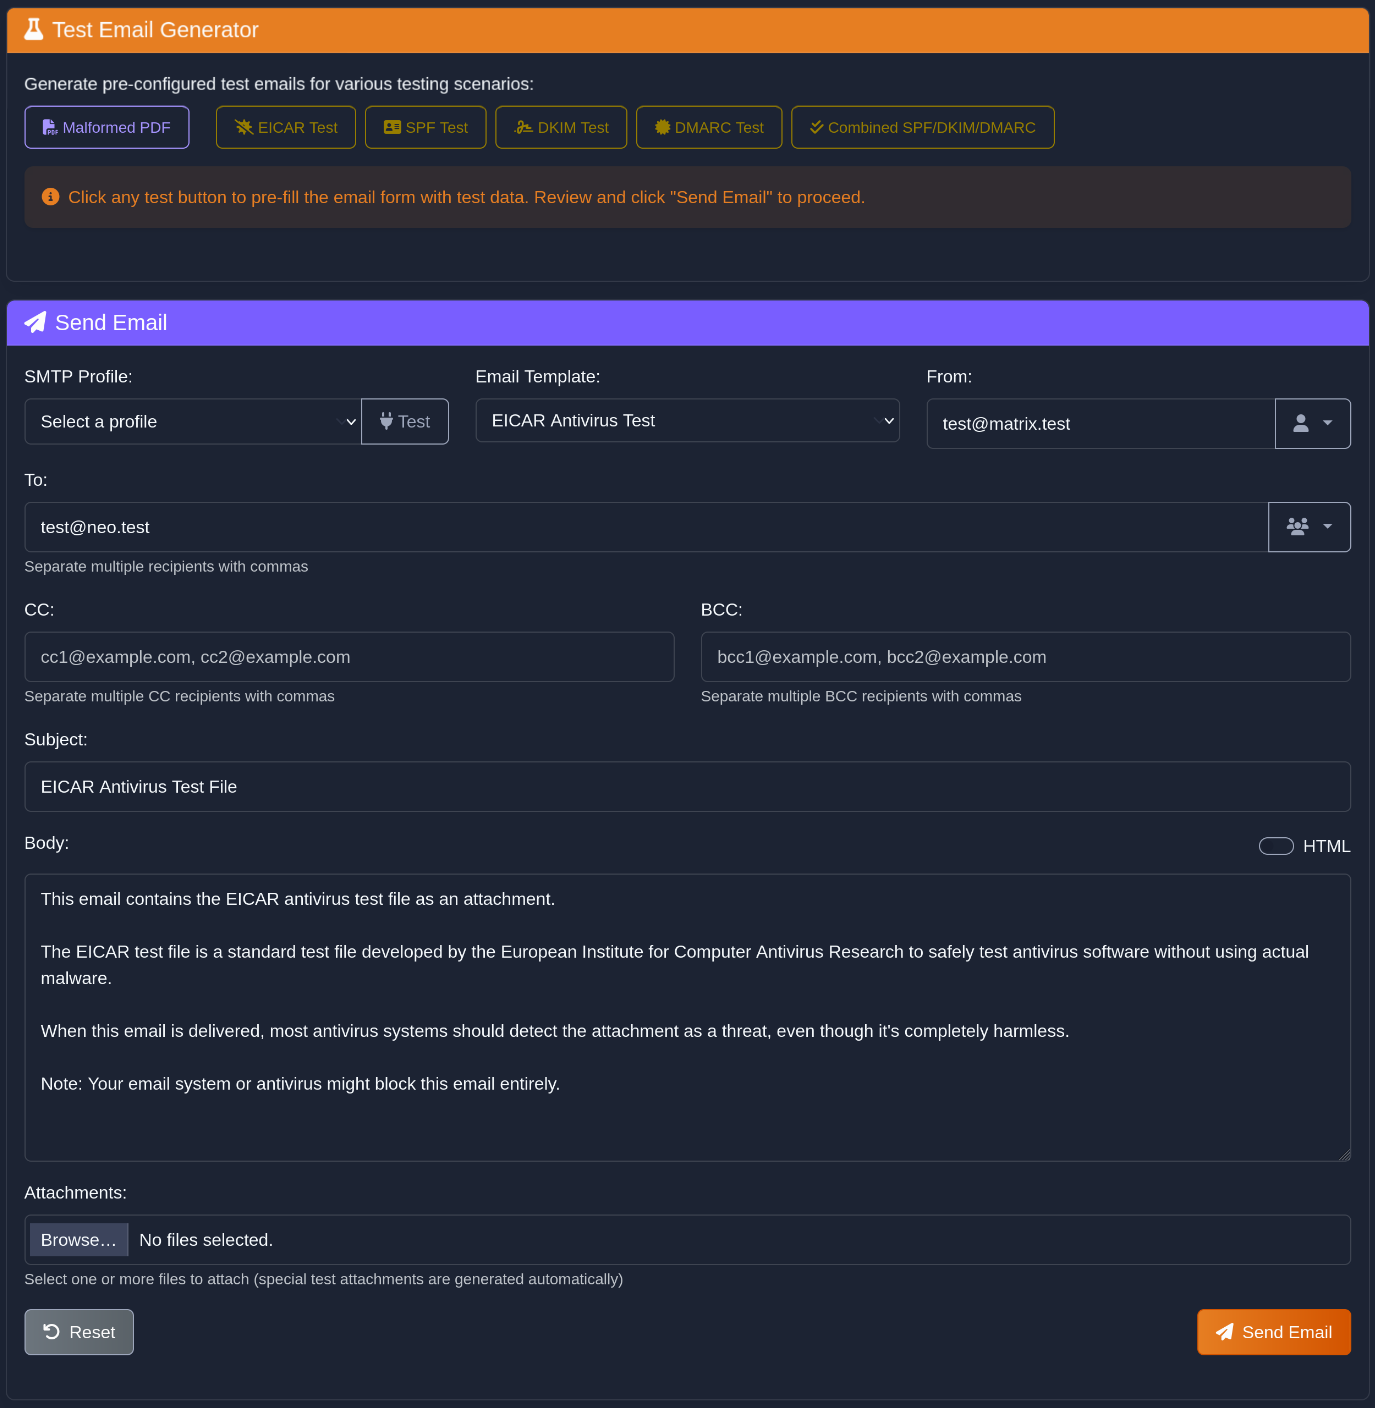 Test Email Generator
Generate pre-configured test emails for various testing scenarios:
Malformed PDF
EICAR Test
SPF Test
DKIM Test
DMARC Test
Combined SPF/DKIM/DMARC
Click any test button to pre-fill the email form with test data. Review and click "Send Email" to proceed.
Send Email
SMTP Profile:
Email Template:
From:
Select a profile
Test
EICAR Antivirus Test
test@matrix.test
To:
test@neo.test
Separate multiple recipients with commas
CC:
BCC:
cc1@example.com, cc2@example.com
bcc1@example.com, bcc2@example.com
Separate multiple CC recipients with commas
Separate multiple BCC recipients with commas
Subject:
EICAR Antivirus Test File
Body:
HTML
This email contains the EICAR antivirus test file as an attachment.
The EICAR test file is a standard test file developed by the European Institute for Computer Antivirus Research to safely test antivirus software without using actual
malware.
When this email is delivered, most antivirus systems should detect the attachment as a threat, even though it's completely harmless.
Note: Your email system or antivirus might block this email entirely.
Attachments:
Browse…
No files selected.
Select one or more files to attach (special test attachments are generated automatically)
Reset
Send Email